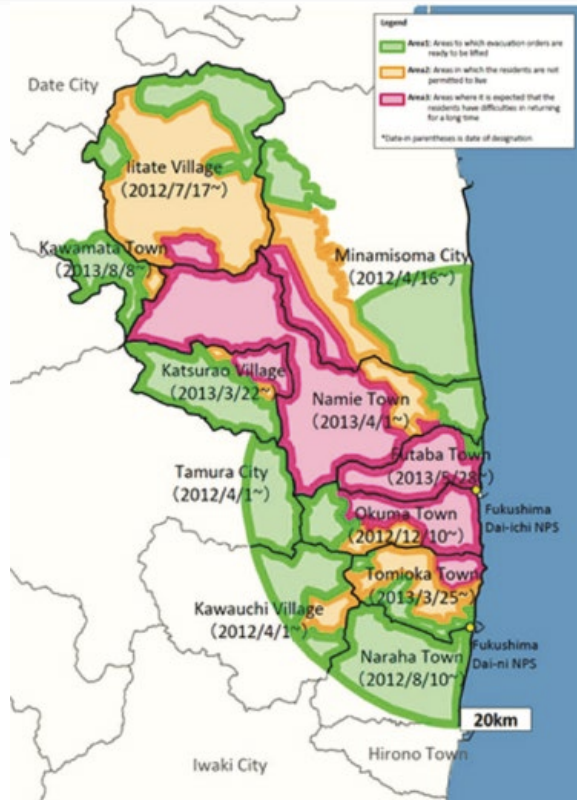 Legend
Area1: Areas to which evacuation orders are
ready to be lifted
Area2: Areas in which the residents are not
permitted to live
Area3: Areas where it is expected that the
residents have difficulties in returning
for a long time
*Date-in parentheses is date of designation
Date City
Iitate Village
(2012/7/17~)
Kawamata Town
(2013/8/8~)
Minamisoma City
(2012/4/16~)
Katsurao Village
(2013/3/22~)
Namie Town
(2013/4/1~)
Futaba Town
(2013/5/28~)
Tamura City
(2012/4/1~)
Okuma Town
(2012/12/10~)
Fukushima
Dai-ichi NPS
Tomioka Town
(2013/3/25~)
Kawauchi Village
(2012/4/1~)
Fukushima
Dai-ni NPS
Naraha Town
(2012/8/10~)
20km
Hirono Town
Iwaki City